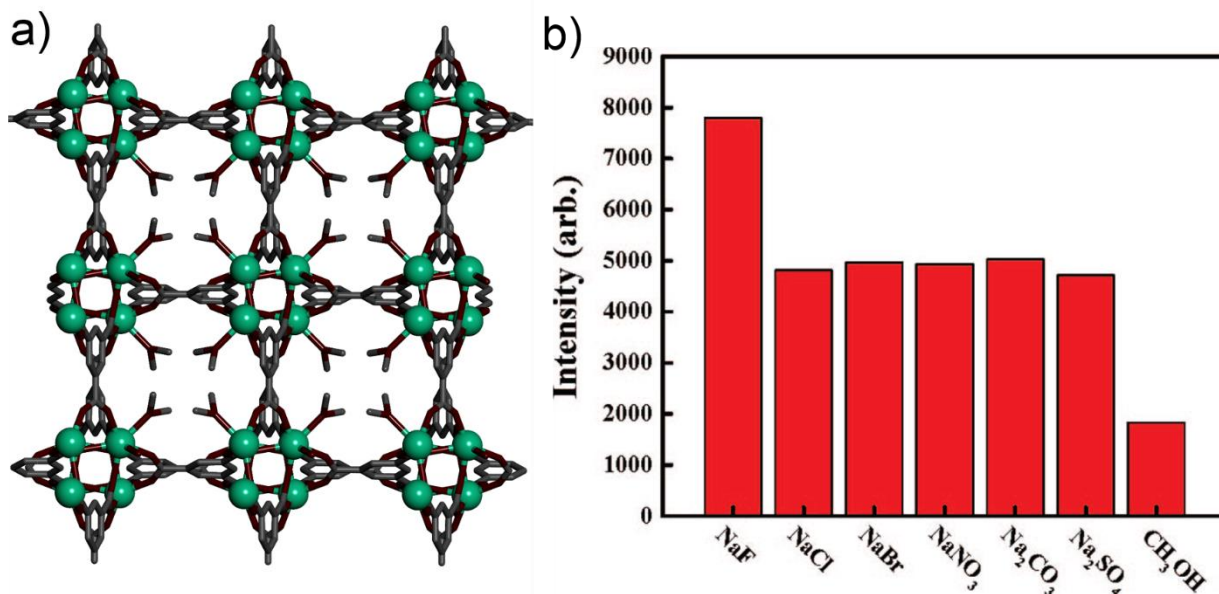 a)
b)
9000
8000
7000
6000
5000
4000
3000
2000
1000
0
Intensity (arb.)
NaF
NaCl
NaBr
NaNO₃
Na₂CO₃
Na₂SO₄
CH₃OH